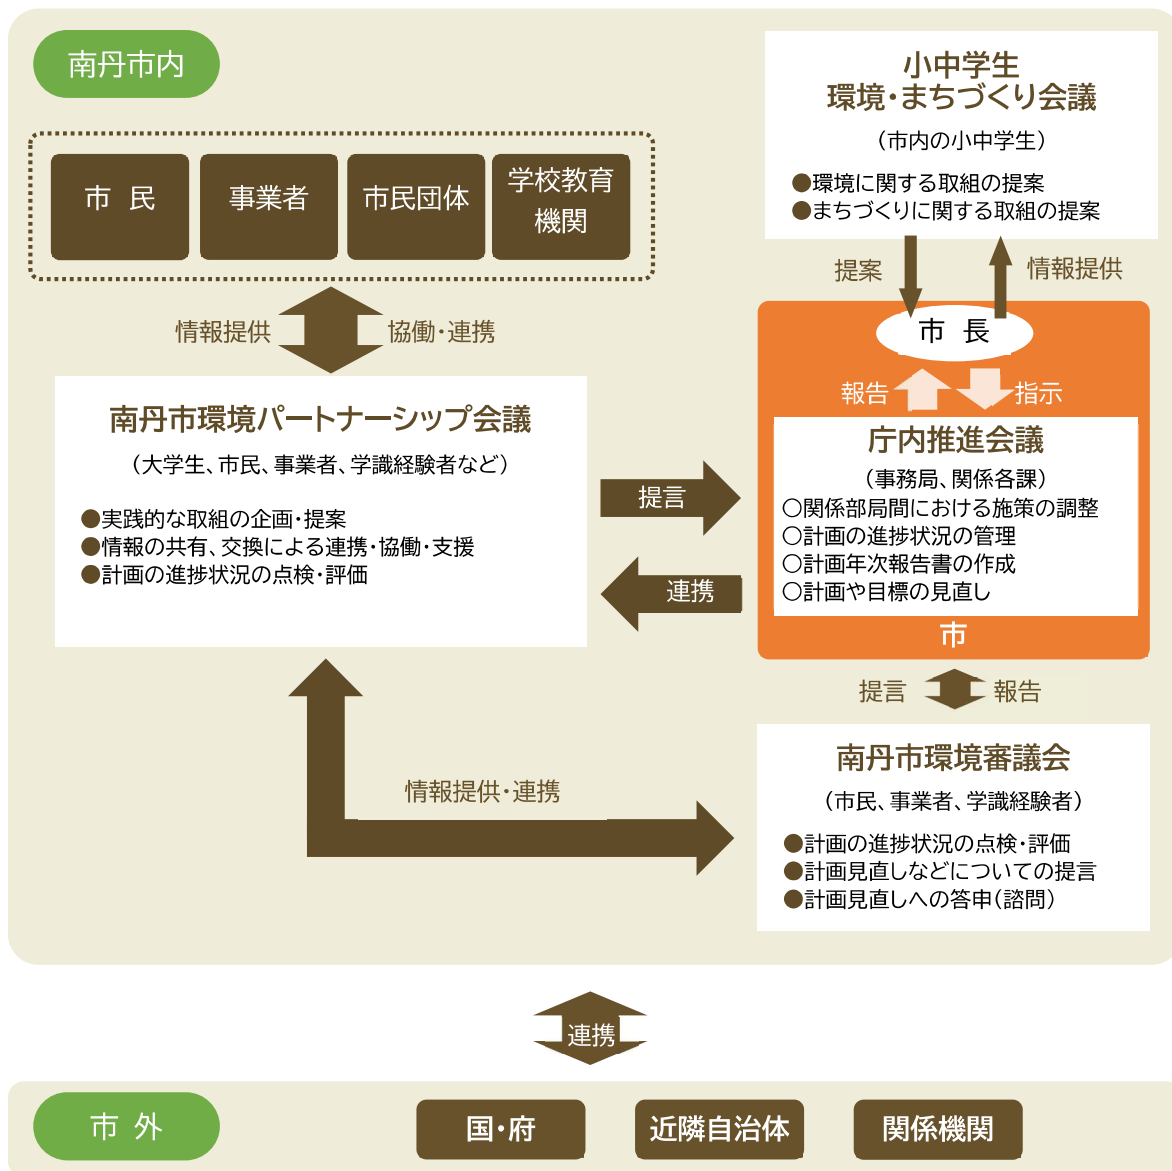 南丹市内
市 民
事業者
市民団体
学校教育
機関
情報提供
協働・連携
南丹市環境パートナーシップ会議
（大学生、市民、事業者、学識経験者など）
●実践的な取組の企画・提案
●情報の共有、交換による連携・協働・支援
●計画の進捗状況の点検・評価
小中学生
環境・まちづくり会議
（市内の小中学生）
●環境に関する取組の提案
●まちづくりに関する取組の提案
提案
情報提供
市 長
報告
指示
庁内推進会議
（事務局、関係各課）
〇関係部局間における施策の調整
〇計画の進捗状況の管理
〇計画年次報告書の作成
〇計画や目標の見直し
市
提言
連携
提言
報告
南丹市環境審議会
（市民、事業者、学識経験者）
●計画の進捗状況の点検・評価
●計画見直しなどについての提言
●計画見直しへの答申（諮問）
情報提供・連携
連携
市 外
国・府
近隣自治体
関係機関